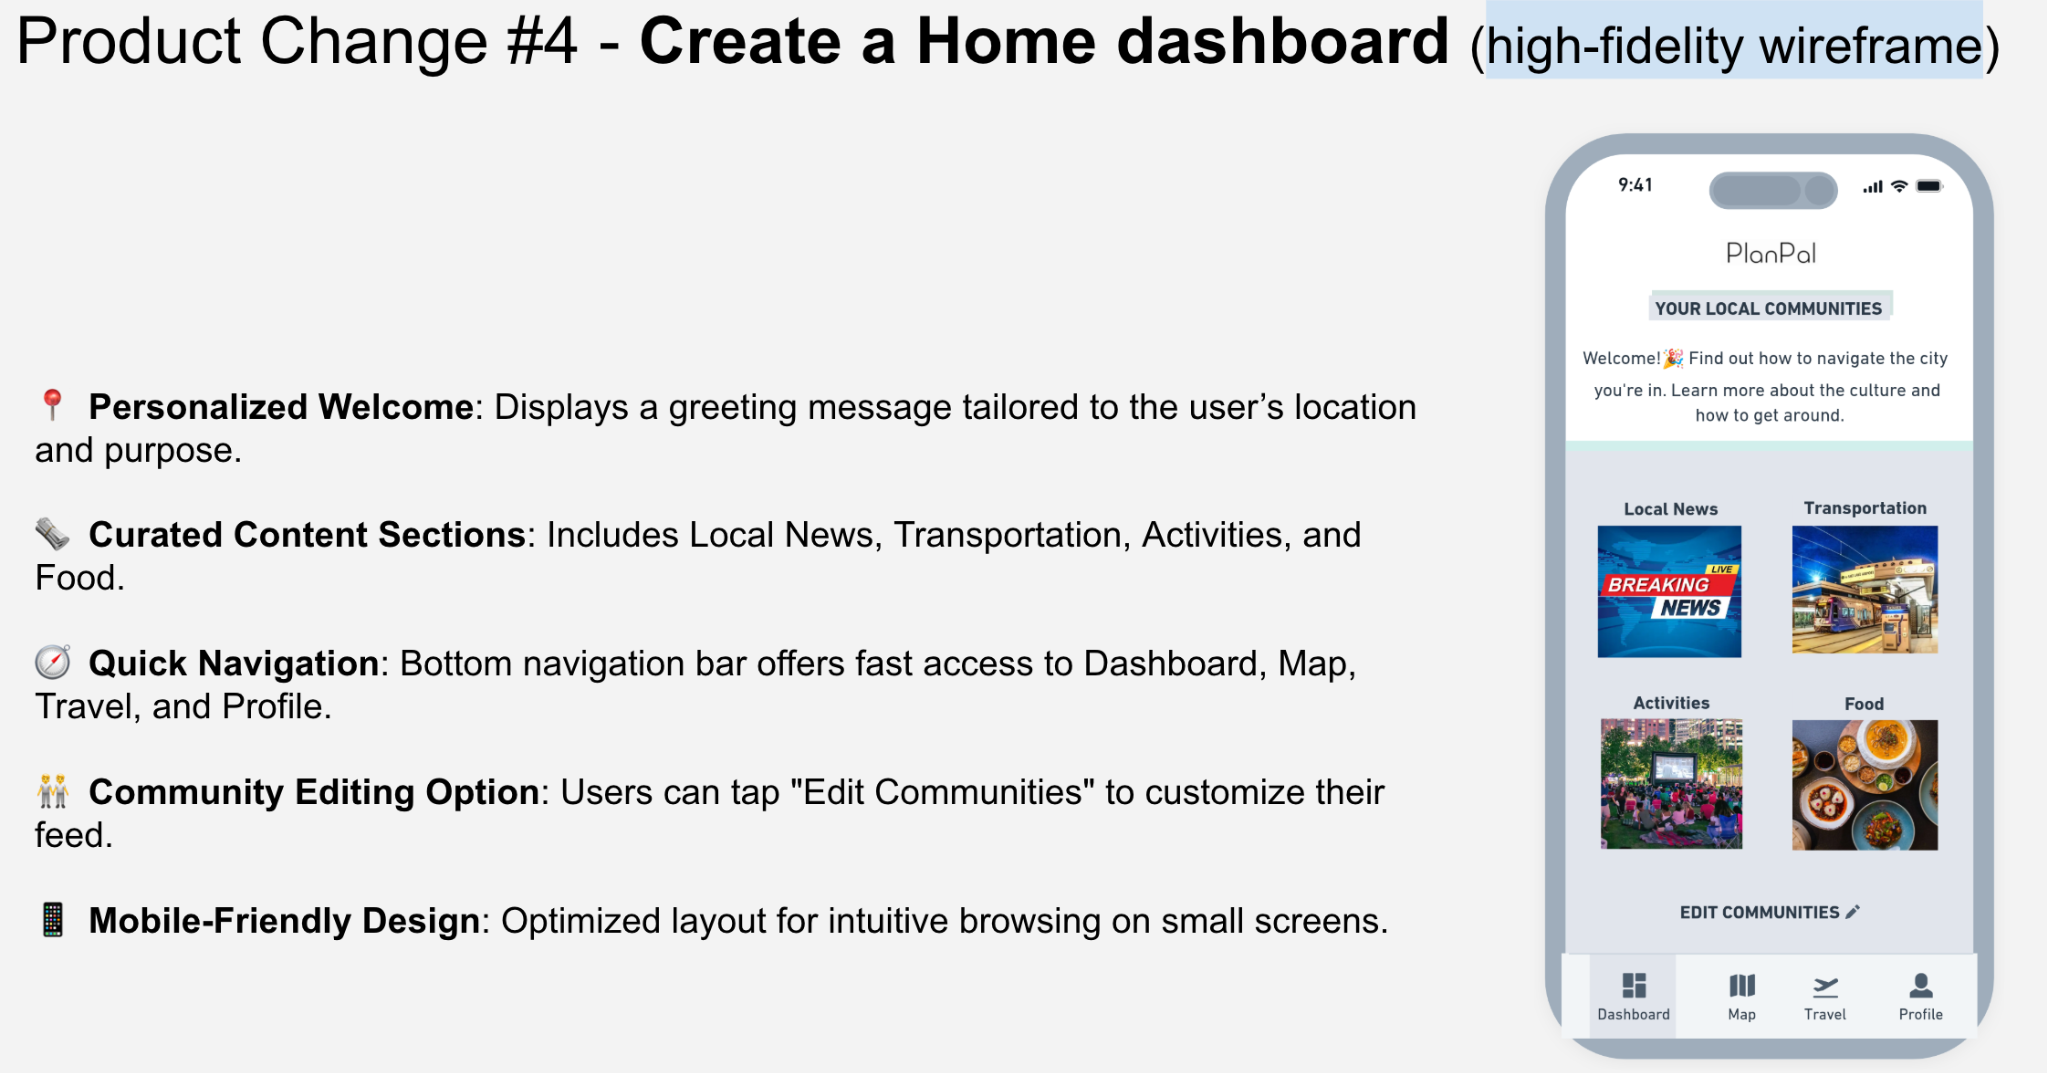 Product Change #4 - Create a Home dashboard (high-fidelity wireframe)
📍 Personalized Welcome: Displays a greeting message tailored to the user’s location
and purpose.
🗞️ Curated Content Sections: Includes Local News, Transportation, Activities, and
Food.
🧭 Quick Navigation: Bottom navigation bar offers fast access to Dashboard, Map,
Travel, and Profile.
🧑‍🤝‍🧑 Community Editing Option: Users can tap "Edit Communities" to customize their
feed.
📱 Mobile-Friendly Design: Optimized layout for intuitive browsing on small screens.
9:41
PlanPal
YOUR LOCAL COMMUNITIES
Welcome!🎉 Find out how to navigate the city
you're in. Learn more about the culture and
how to get around.
Local News
Transportation
LIVE
BREAKING
NEWS
Activities
Food
EDIT COMMUNITIES
Dashboard
Map
Travel
Profile